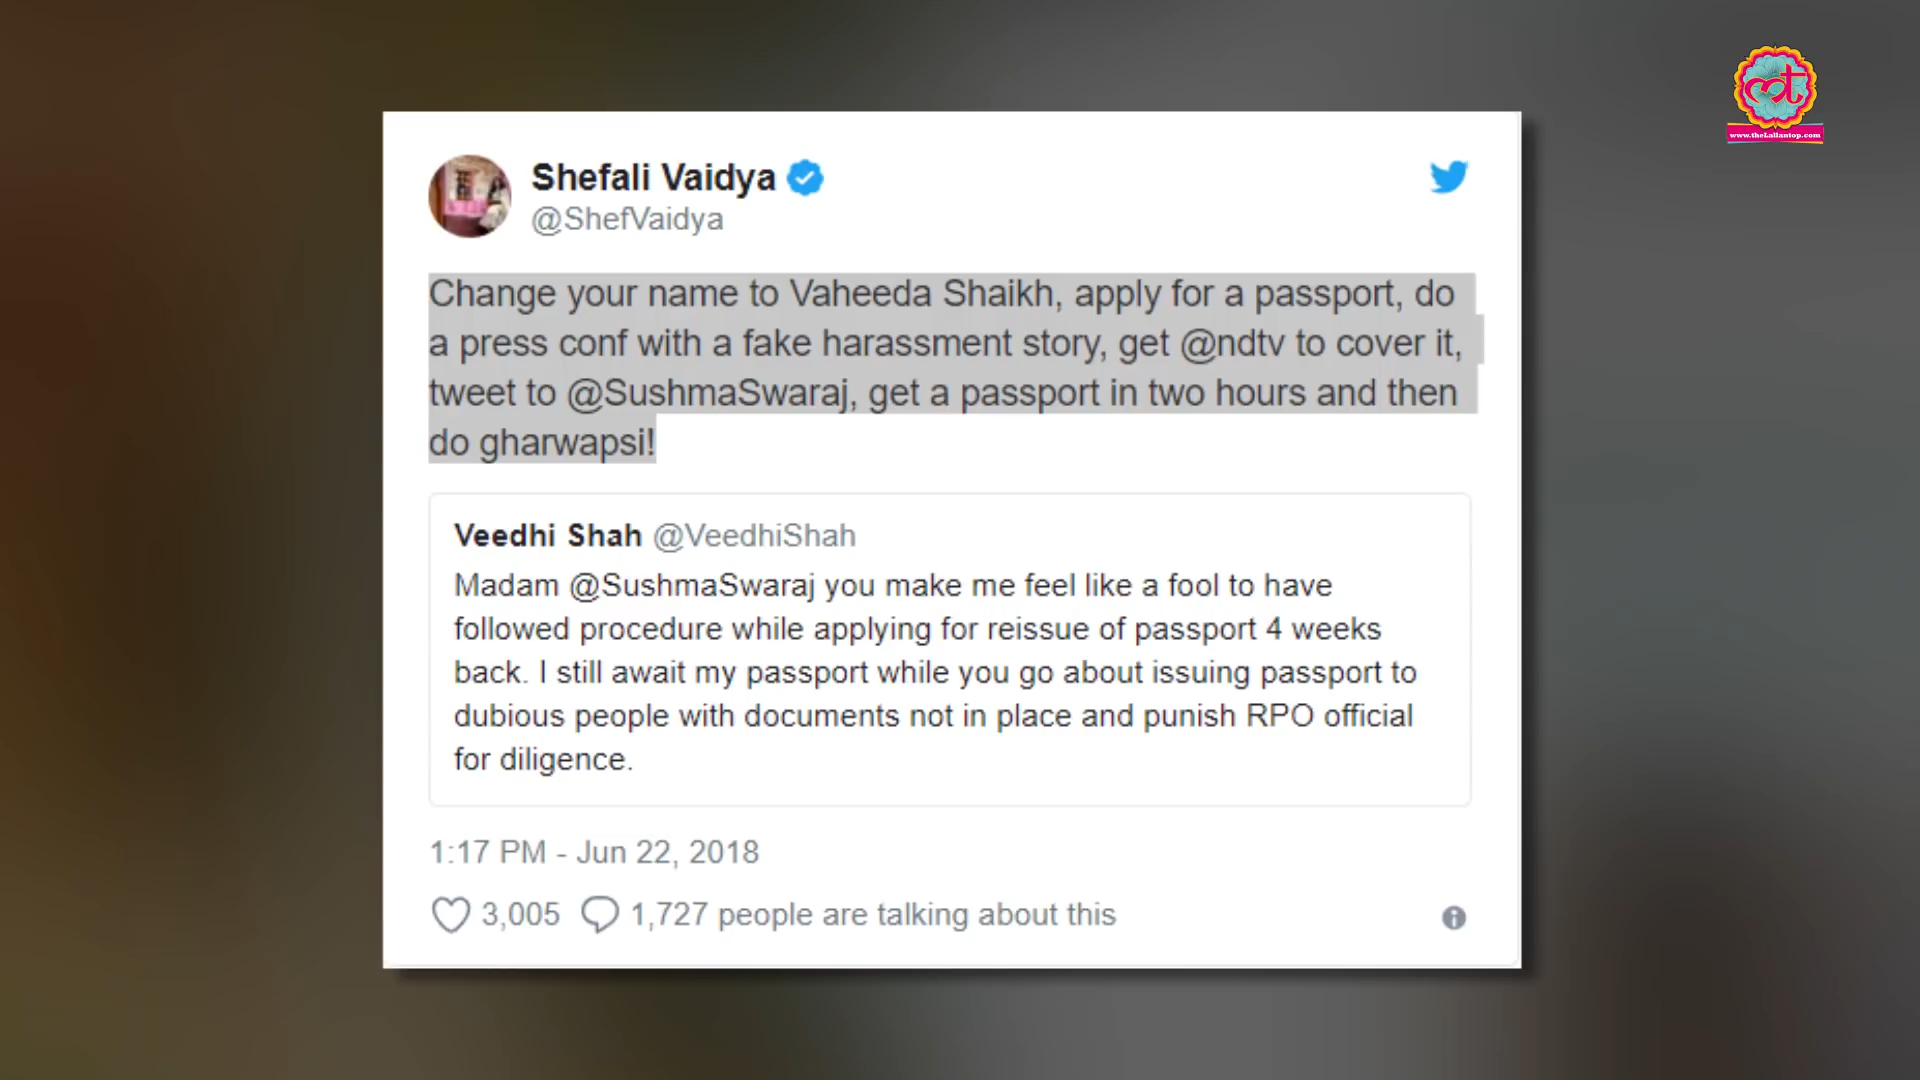 लt
www.theLallantop.com
Shefali Vaidya
@ShefVaidya
Change your name to Vaheeda Shaikh, apply for a passport, do
a press conf with a fake harassment story, get @ndtv to cover it,
tweet to @SushmaSwaraj, get a passport in two hours and then
do gharwapsi!
Veedhi Shah @VeedhiShah
Madam @SushmaSwaraj you make me feel like a fool to have
followed procedure while applying for reissue of passport 4 weeks
back. I still await my passport while you go about issuing passport to
dubious people with documents not in place and punish RPO official
for diligence.
1:17 PM - Jun 22, 2018
3,005 1,727 people are talking about this